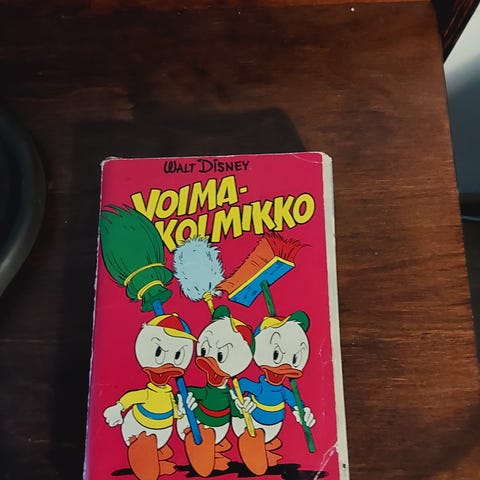 WALT DISNEY
VOIMA-
KOLMIKKO